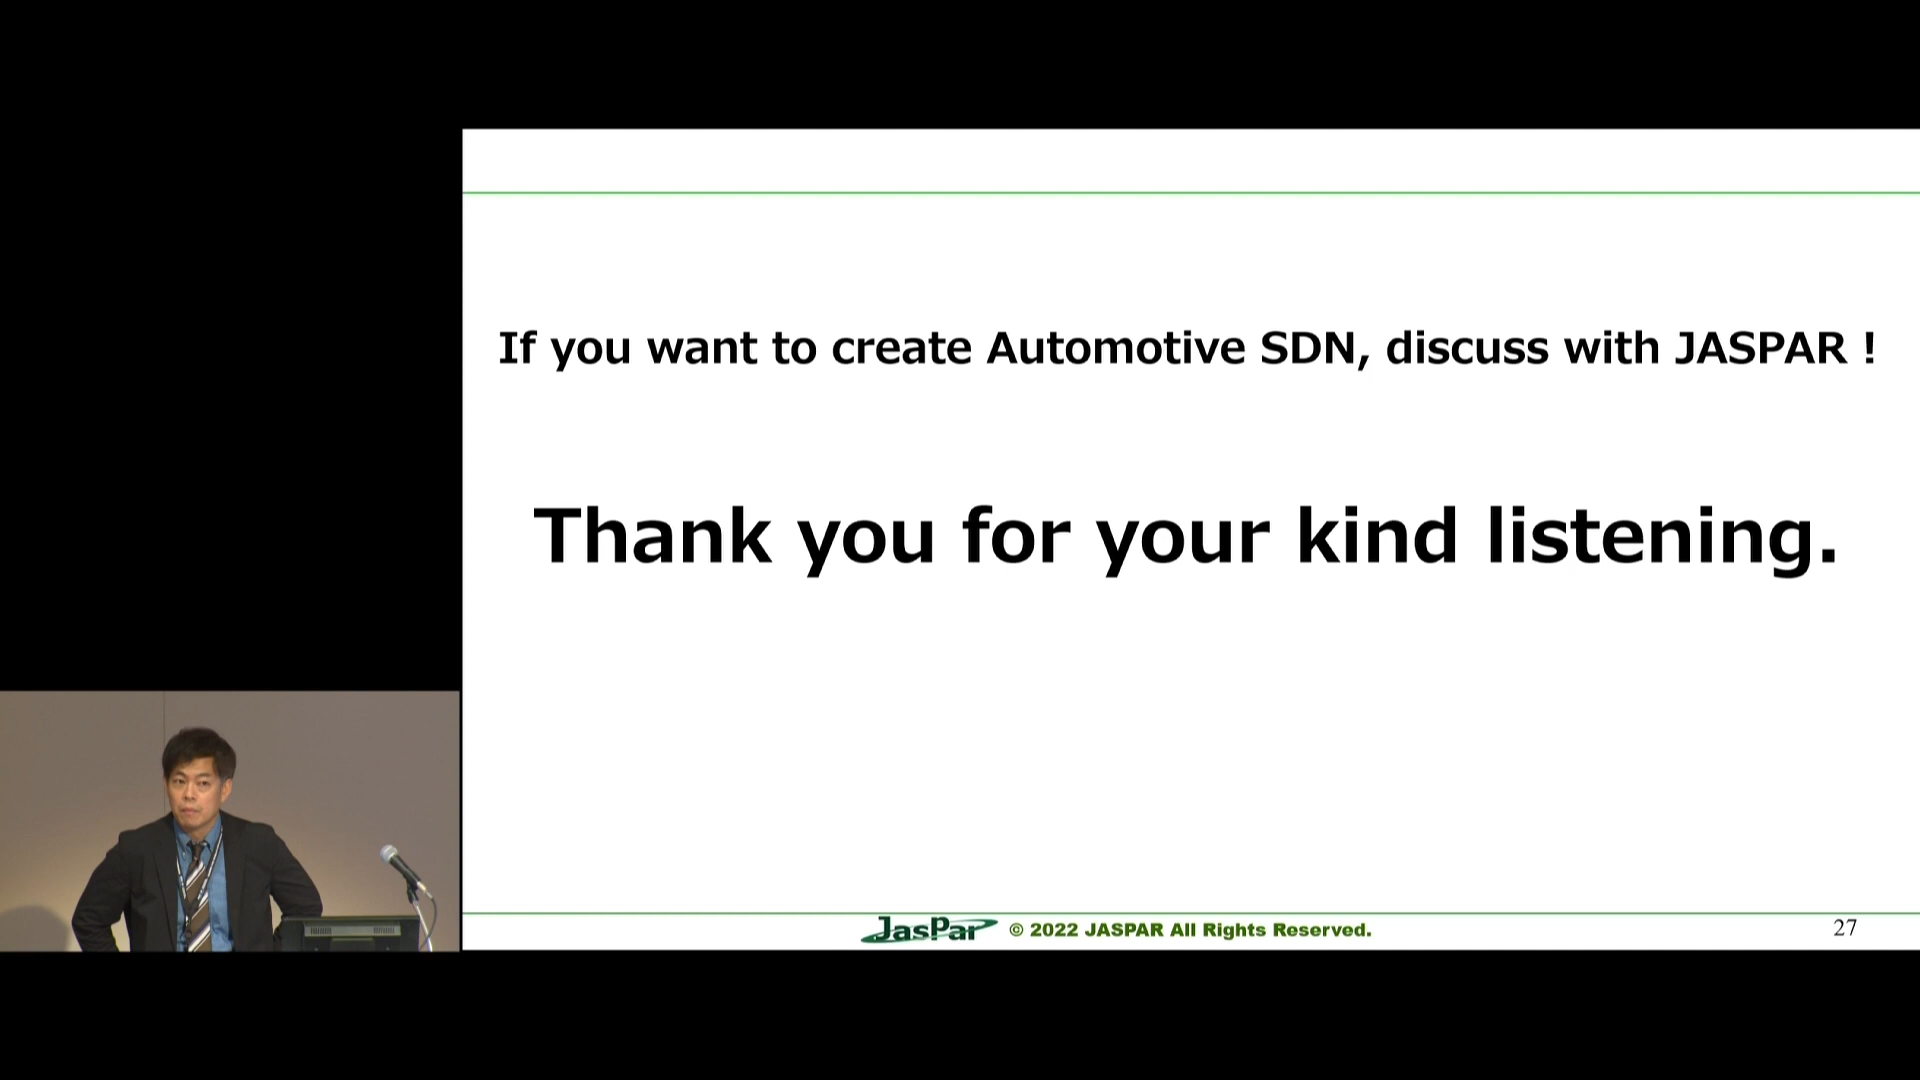 If you want to create Automotive SDN, discuss with JASPAR !
Thank you for your kind listening.
JasPar © 2022 JASPAR All Rights Reserved. 27